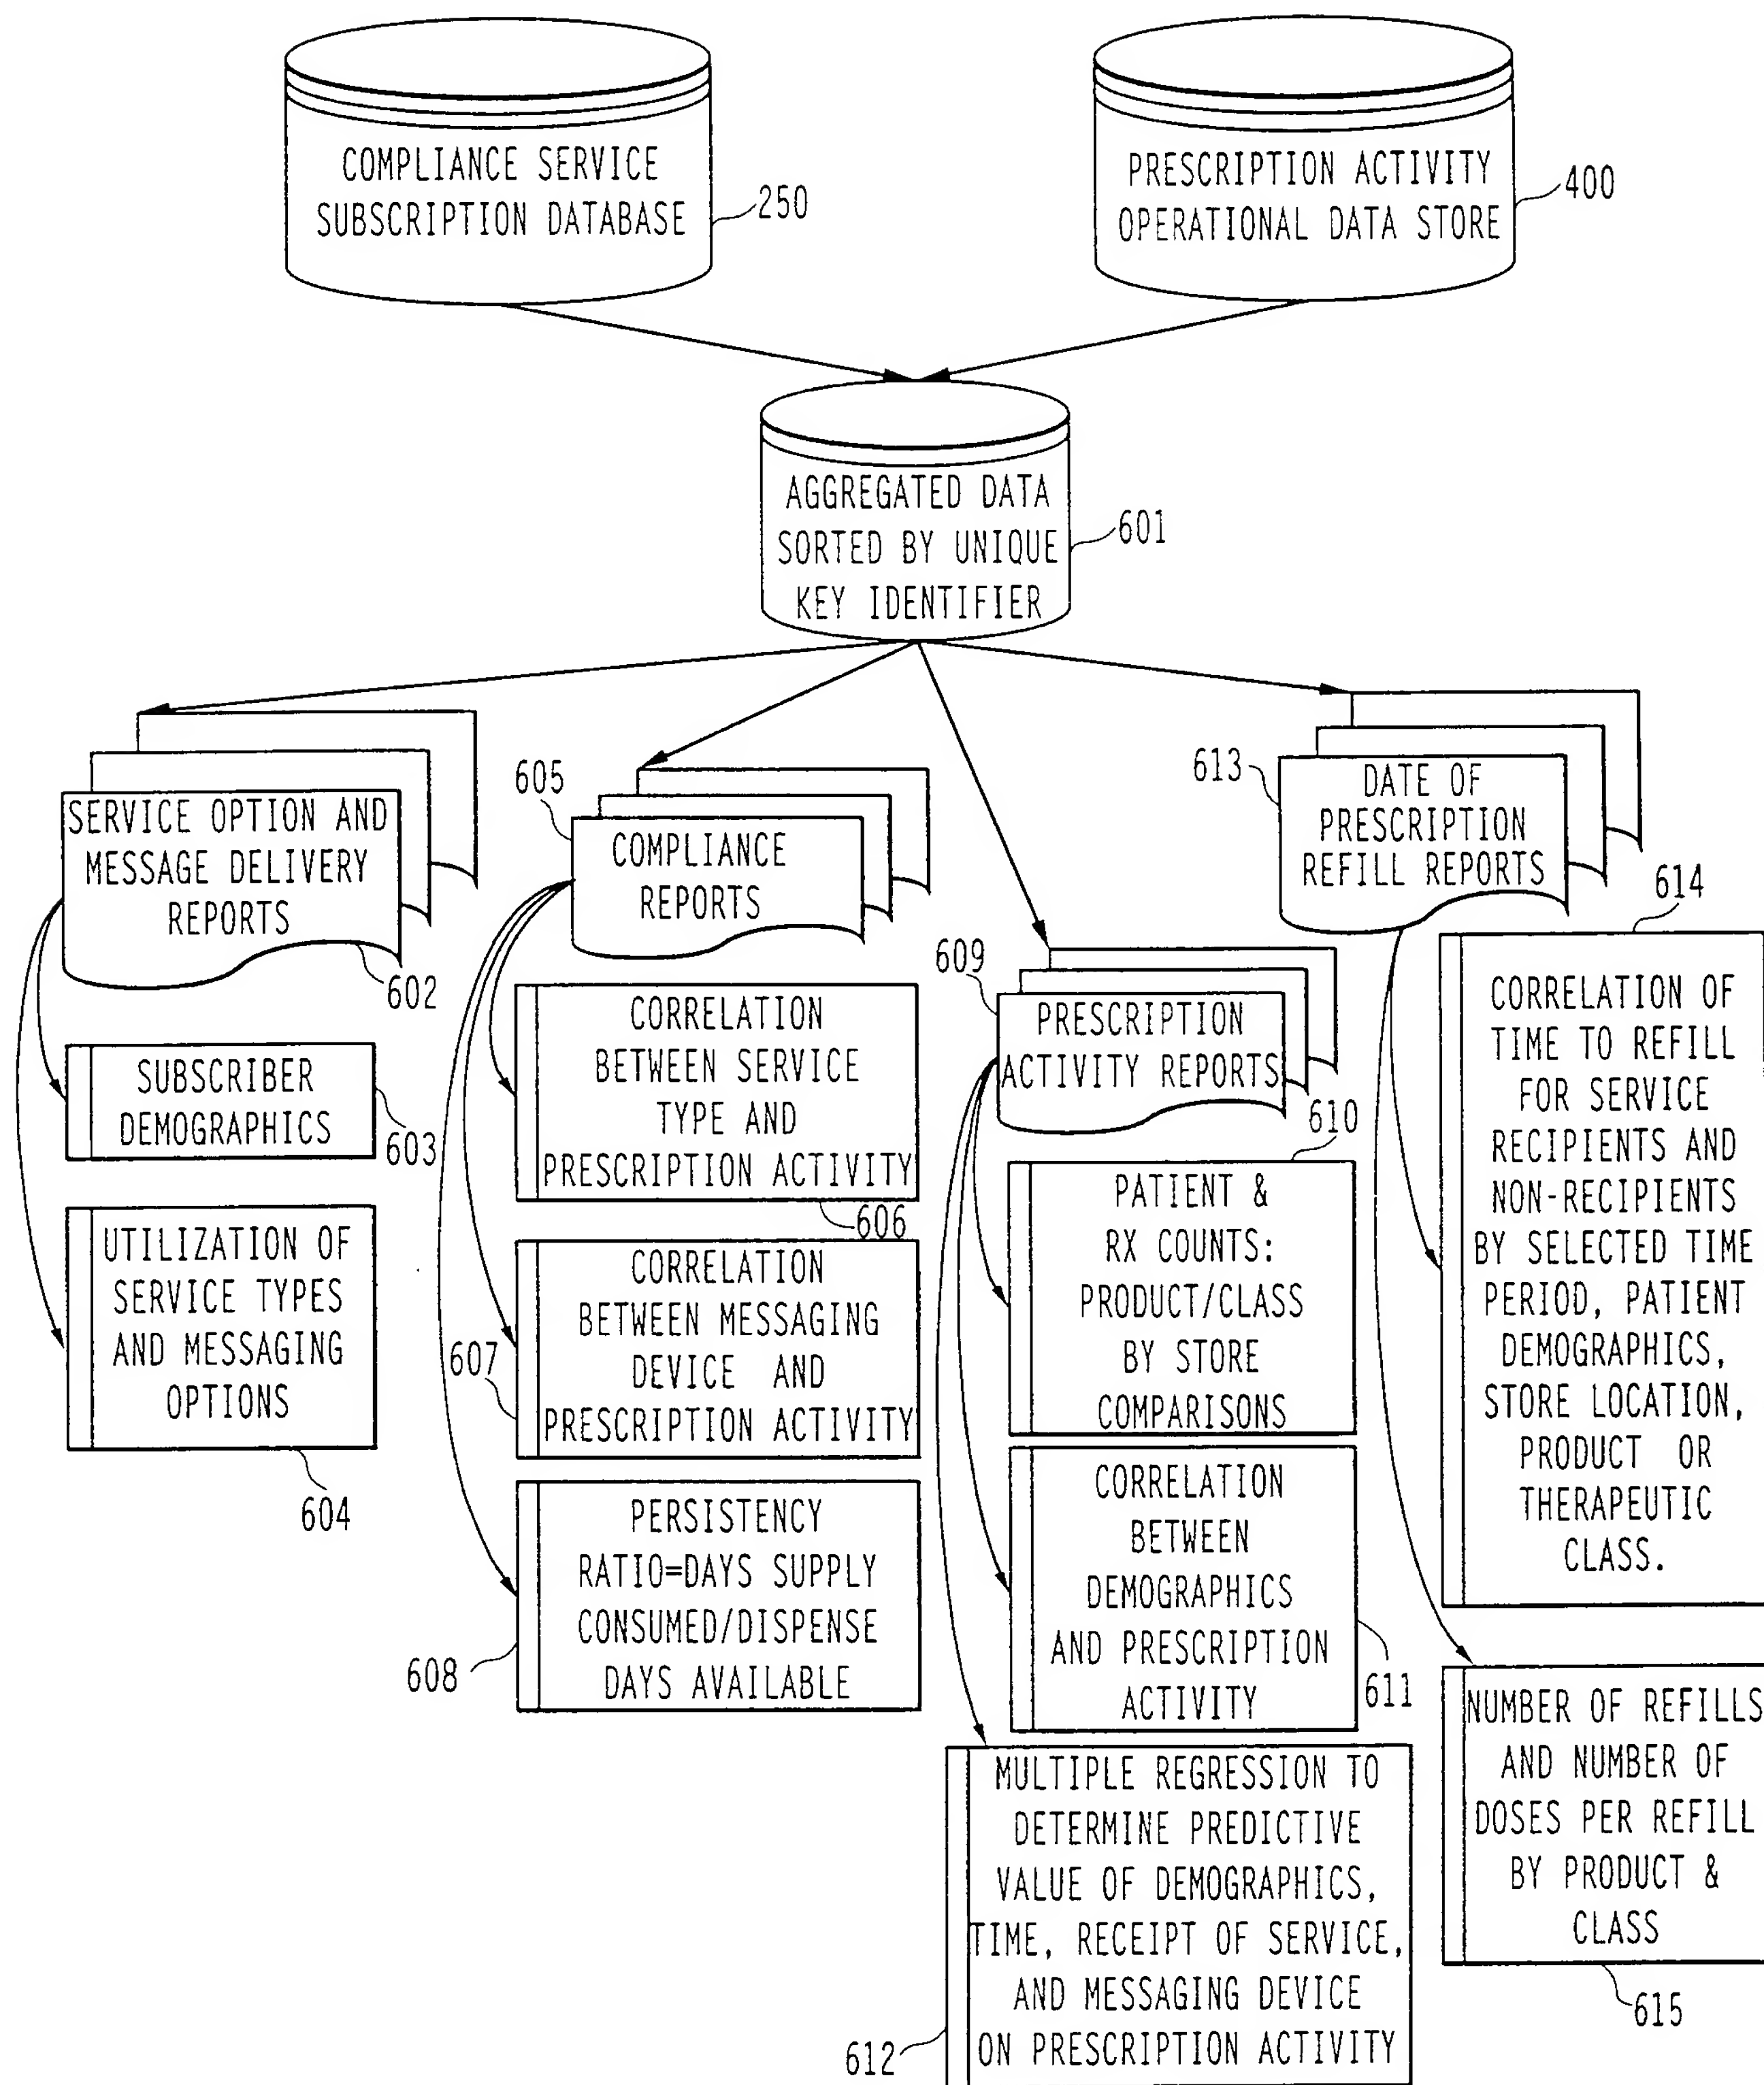 COMPLIANCE SERVICE
SUBSCRIPTION DATABASE
250
PRESCRIPTION ACTIVITY
OPERATIONAL DATA STORE
400
AGGREGATED DATA
SORTED BY UNIQUE
KEY IDENTIFIER
601
SERVICE OPTION AND
MESSAGE DELIVERY
REPORTS
602
SUBSCRIBER
DEMOGRAPHICS
603
UTILIZATION OF
SERVICE TYPES
AND MESSAGING
OPTIONS
604
605
COMPLIANCE
REPORTS
CORRELATION
BETWEEN SERVICE
TYPE AND
PRESCRIPTION ACTIVITY
606
CORRELATION
BETWEEN MESSAGING
DEVICE AND
PRESCRIPTION ACTIVITY
607
PERSISTENCY
RATIO=DAYS SUPPLY
CONSUMED/DISPENSE
DAYS AVAILABLE
608
609
PRESCRIPTION
ACTIVITY REPORTS
610
PATIENT &
RX COUNTS:
PRODUCT/CLASS
BY STORE
COMPARISONS
CORRELATION
BETWEEN
DEMOGRAPHICS
AND PRESCRIPTION
ACTIVITY
611
MULTIPLE REGRESSION TO
DETERMINE PREDICTIVE
VALUE OF DEMOGRAPHICS,
TIME, RECEIPT OF SERVICE,
AND MESSAGING DEVICE
ON PRESCRIPTION ACTIVITY
612
613
DATE OF
PRESCRIPTION
REFILL REPORTS
614
CORRELATION OF
TIME TO REFILL
FOR SERVICE
RECIPIENTS AND
NON-RECIPIENTS
BY SELECTED TIME
PERIOD, PATIENT
DEMOGRAPHICS,
STORE LOCATION,
PRODUCT OR
THERAPEUTIC
CLASS.
NUMBER OF REFILLS
AND NUMBER OF
DOSES PER REFILL
BY PRODUCT &
CLASS
615